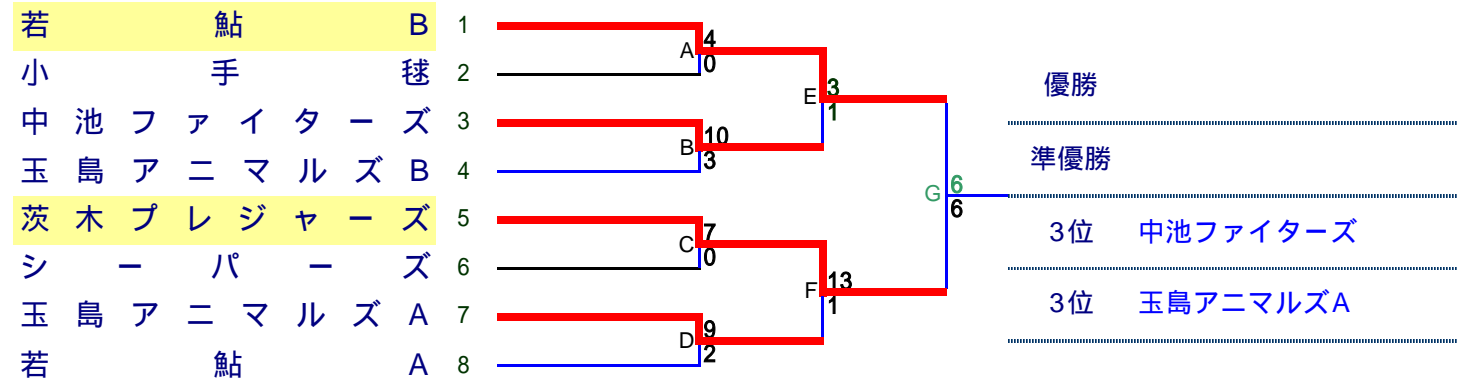 若鮎B 1
小手毬 2
中池ファイターズ 3
玉島アニマルズB 4
茨木プレジャーズ 5
シーパーズ 6
玉島アニマルズA 7
若鮎A 8
A 4
0
B 10
3
C 7
0
D 9
2
E 3
1
F 13
1
G 6
6
優勝
準優勝
3位 中池ファイターズ
3位 玉島アニマルズA